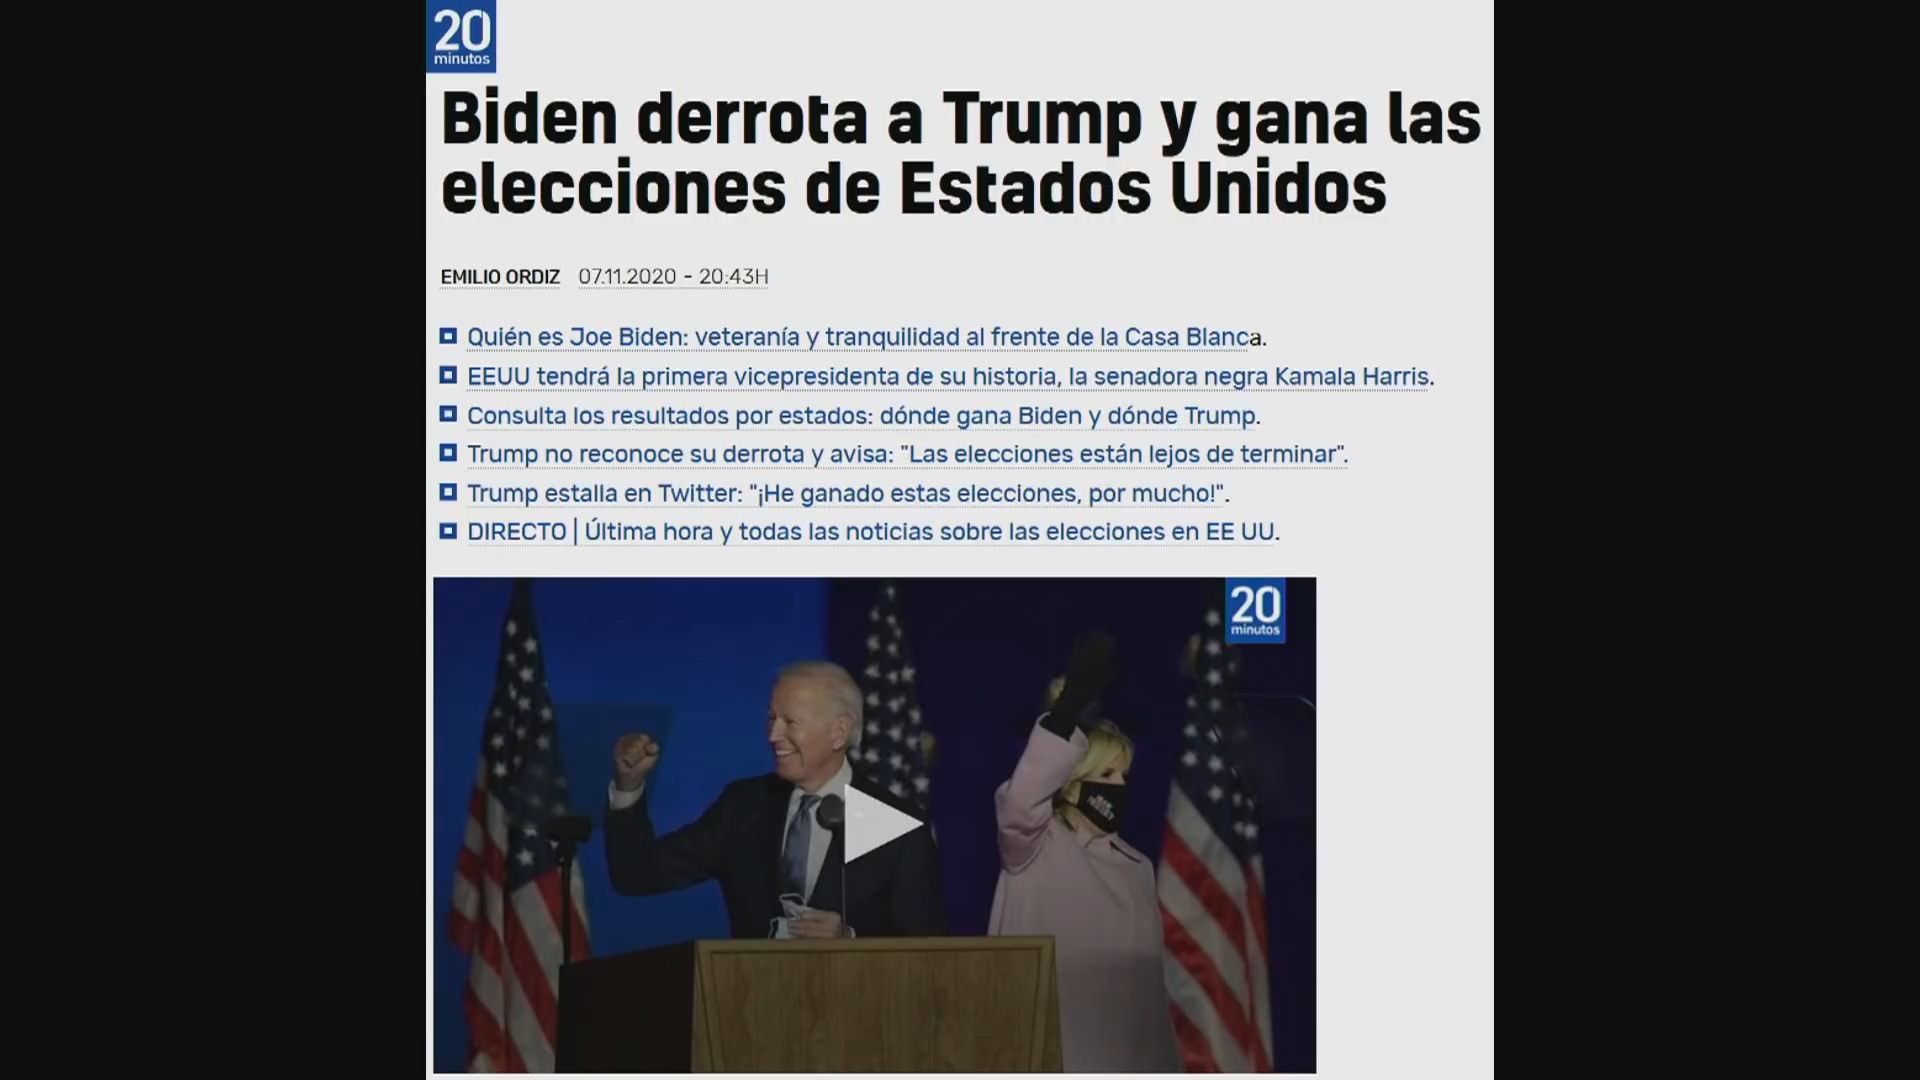 20
minutos
Biden derrota a Trump y gana las
elecciones de Estados Unidos
EMILIO ORDIZ 07.11.2020 - 20:43H
Quién es Joe Biden: veteranía y tranquilidad al frente de la Casa Blanca.
EEUU tendrá la primera vicepresidenta de su historia, la senadora negra Kamala Harris.
Consulta los resultados por estados: dónde gana Biden y dónde Trump.
Trump no reconoce su derrota y avisa: "Las elecciones están lejos de terminar".
Trump estalla en Twitter: "¡He ganado estas elecciones, por mucho!".
DIRECTO | Última hora y todas las noticias sobre las elecciones en EE UU.
20
minutos